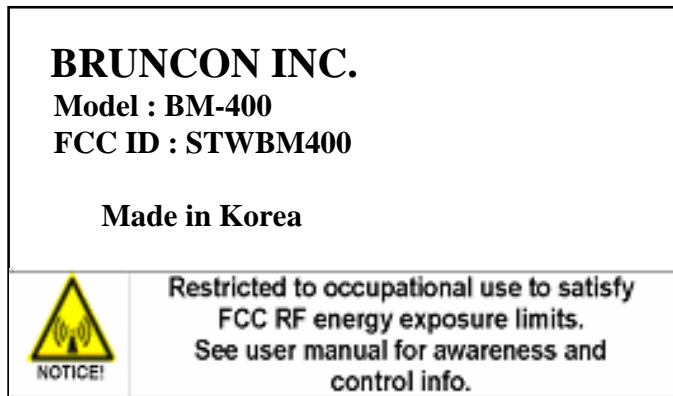 BRUNCON INC.
Model : BM-400
FCC ID : STWBM400
Made in Korea
NOTICE!
Restricted to occupational use to satisfy
FCC RF energy exposure limits.
See user manual for awareness and
control info.